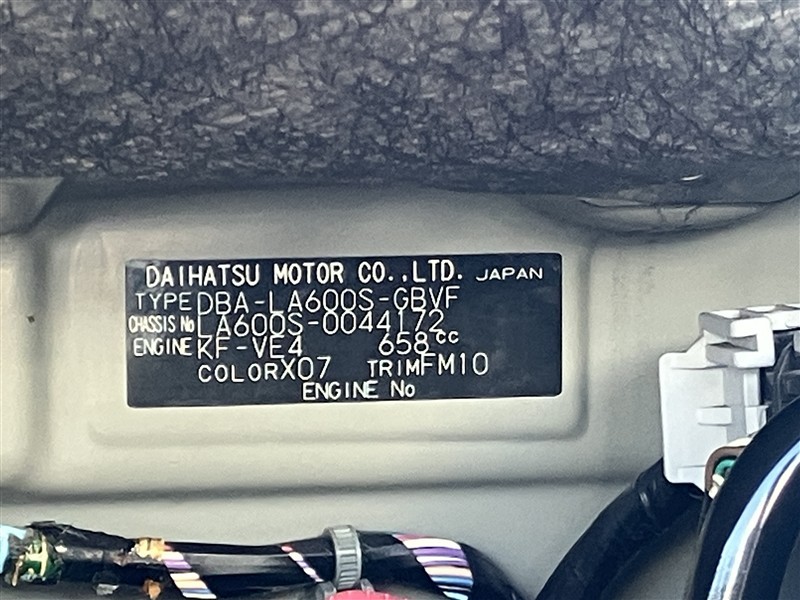 DAIHATSU MOTOR CO.,LTD. JAPAN
TYPE DBA-LA600S-GBVF
CHASSIS No LA600S-0044172
ENGINE KF-VE4 658cc
COLOR X07 TRIM FM10
ENGINE No